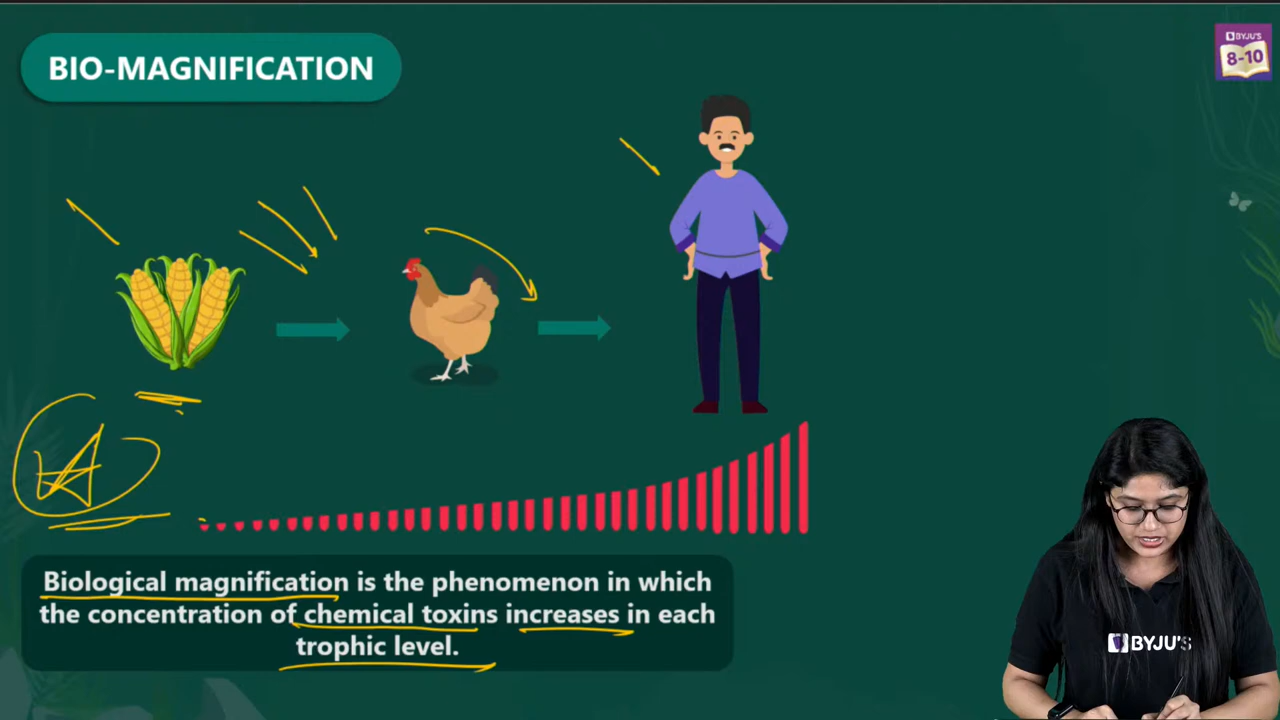 BIO-MAGNIFICATION
BYJU'S
8-10
Biological magnification is the phenomenon in which
the concentration of chemical toxins increases in each
trophic level.
BYJU'S